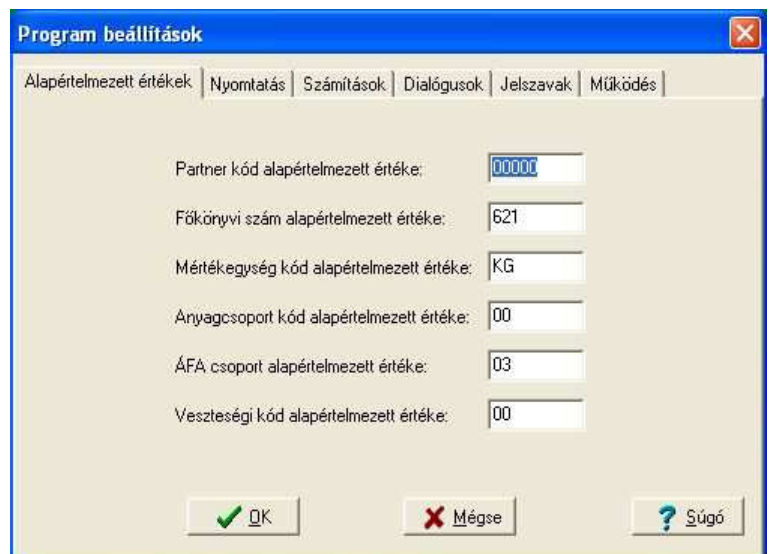 Program beállítások
Alapértelmezett értékek Nyomtatás Számítások Dialógusok Jelszavak Működés
Partner kód alapértelmezett értéke: 00000
Főkönyvi szám alapértelmezett értéke: 621
Mértékegység kód alapértelmezett értéke: KG
Anyagcsoport kód alapértelmezett értéke: 00
ÁFA csoport alapértelmezett értéke: 03
Veszteségi kód alapértelmezett értéke: 00
OK Mégse Súgó